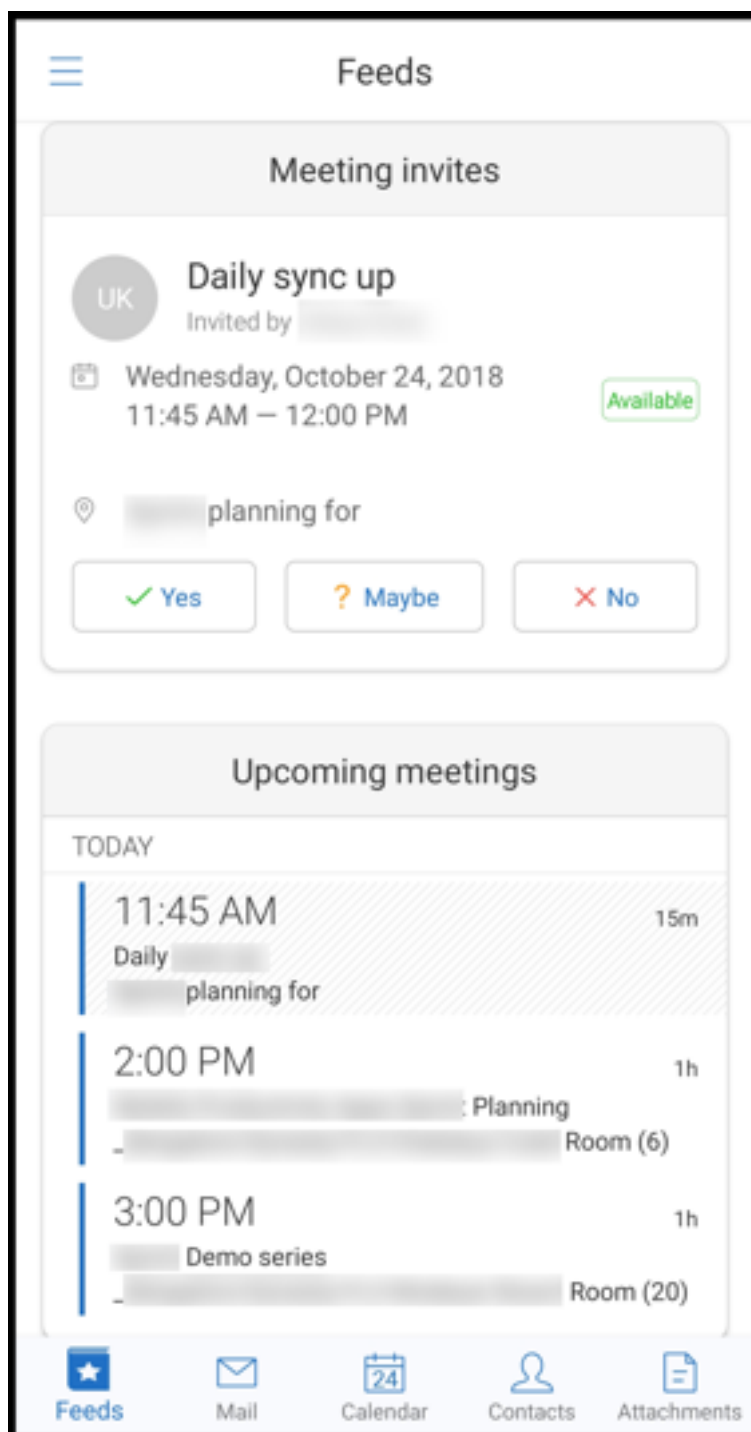 Feeds
Meeting invites
UK
Daily sync up
Invited by
Wednesday, October 24, 2018
11:45 AM — 12:00 PM
Available
planning for
✓ Yes
? Maybe
✕ No
Upcoming meetings
TODAY
11:45 AM
15m
Daily
planning for
2:00 PM
1h
: Planning
_ Room (6)
3:00 PM
1h
Demo series
_ Room (20)
24
Feeds
Mail
Calendar
Contacts
Attachments